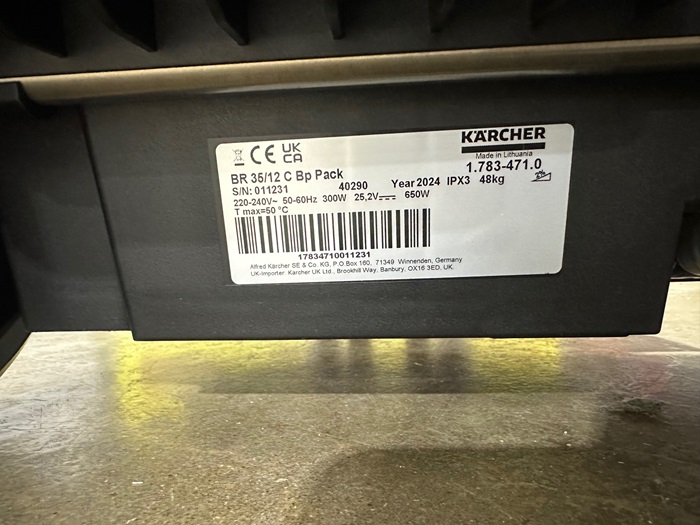 CE UK CA
KÄRCHER
Made in Lithuania
BR 35/12 C Bp Pack
1.783-471.0
S/N: 011231 40290 Year 2024 IPX3 48kg
220-240V~ 50-60Hz 300W 25,2V 650W
T max=50 °C
17834710011231
Alfred Kärcher SE & Co. KG, P.O.Box 160, 71349 Winnenden, Germany
UK-Importer: Karcher UK Ltd., Brookhill Way, Banbury, OX16 3ED, UK.